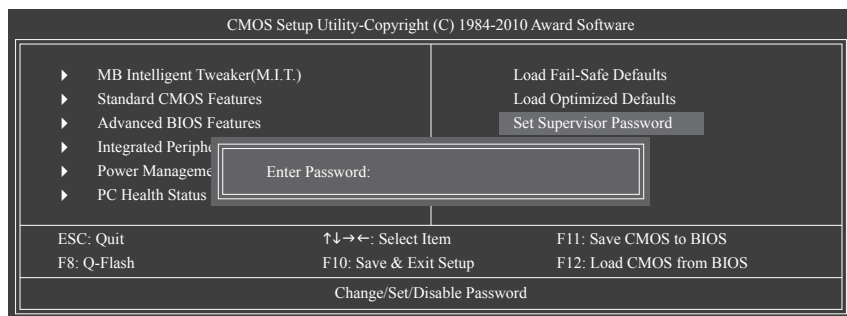 CMOS Setup Utility-Copyright (C) 1984-2010 Award Software
MB Intelligent Tweaker(M.I.T.)
Standard CMOS Features
Advanced BIOS Features
Integrated Periphe
Power Manageme
PC Health Status
Load Fail-Safe Defaults
Load Optimized Defaults
Set Supervisor Password
Enter Password:
ESC: Quit ↑↓→←: Select Item F11: Save CMOS to BIOS
F8: Q-Flash F10: Save & Exit Setup F12: Load CMOS from BIOS
Change/Set/Disable Password